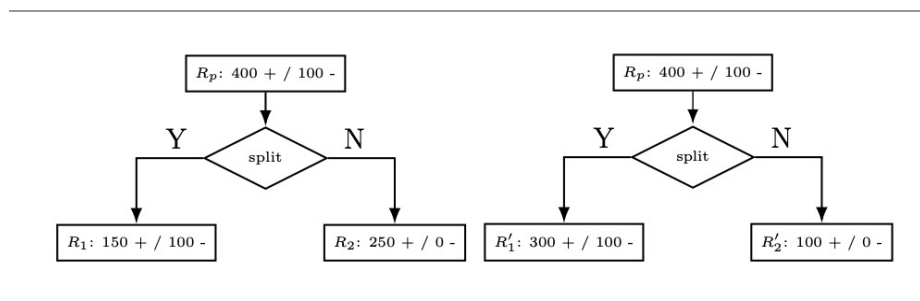 R_p: 400 + / 100 -
Y
split
N
R_1: 150 + / 100 -
R_2: 250 + / 0 -
R_p: 400 + / 100 -
Y
split
N
R'_1: 300 + / 100 -
R'_2: 100 + / 0 -